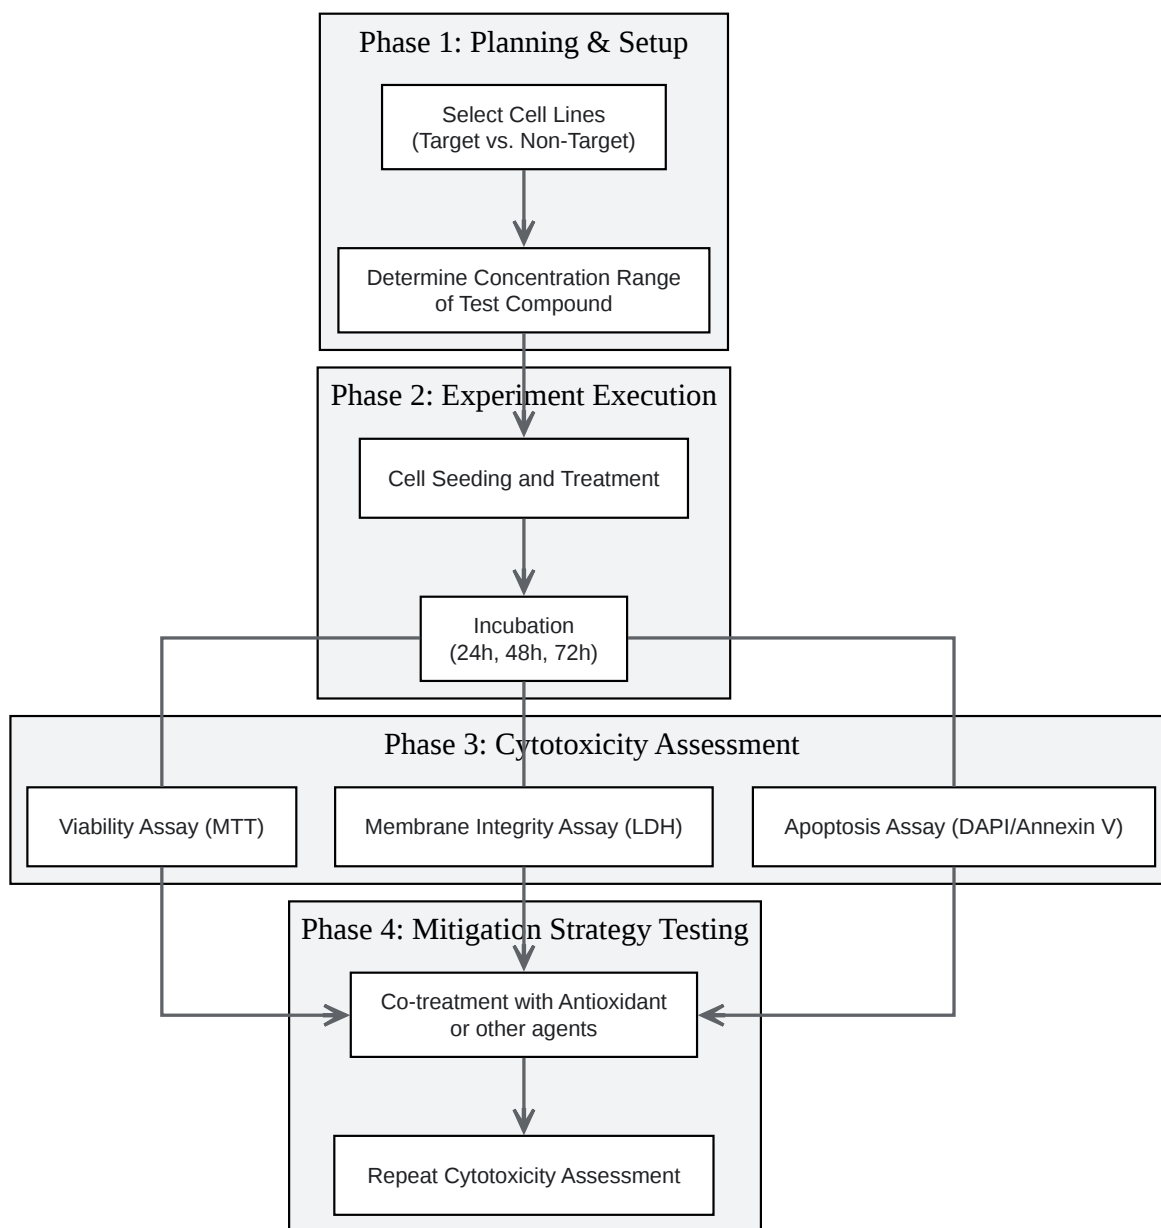 Phase 1: Planning & Setup
Select Cell Lines
(Target vs. Non-Target)
Determine Concentration Range
of Test Compound
Phase 2: Experiment Execution
Cell Seeding and Treatment
Incubation
(24h, 48h, 72h)
Phase 3: Cytotoxicity Assessment
Viability Assay (MTT)
Membrane Integrity Assay (LDH)
Apoptosis Assay (DAPI/Annexin V)
Phase 4: Mitigation Strategy Testing
Co-treatment with Antioxidant
or other agents
Repeat Cytotoxicity Assessment